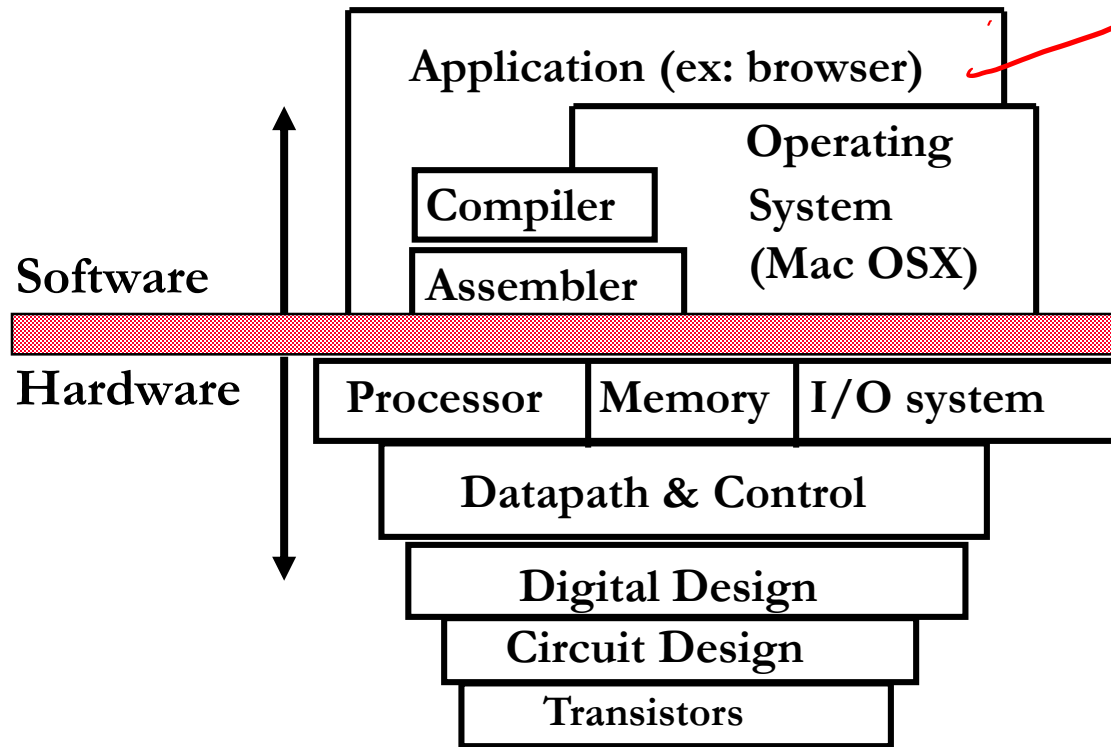 Application (ex: browser)
Operating
System
(Mac OSX)
Compiler
Assembler
Software
Hardware
Processor
Memory
I/O system
Datapath & Control
Digital Design
Circuit Design
Transistors